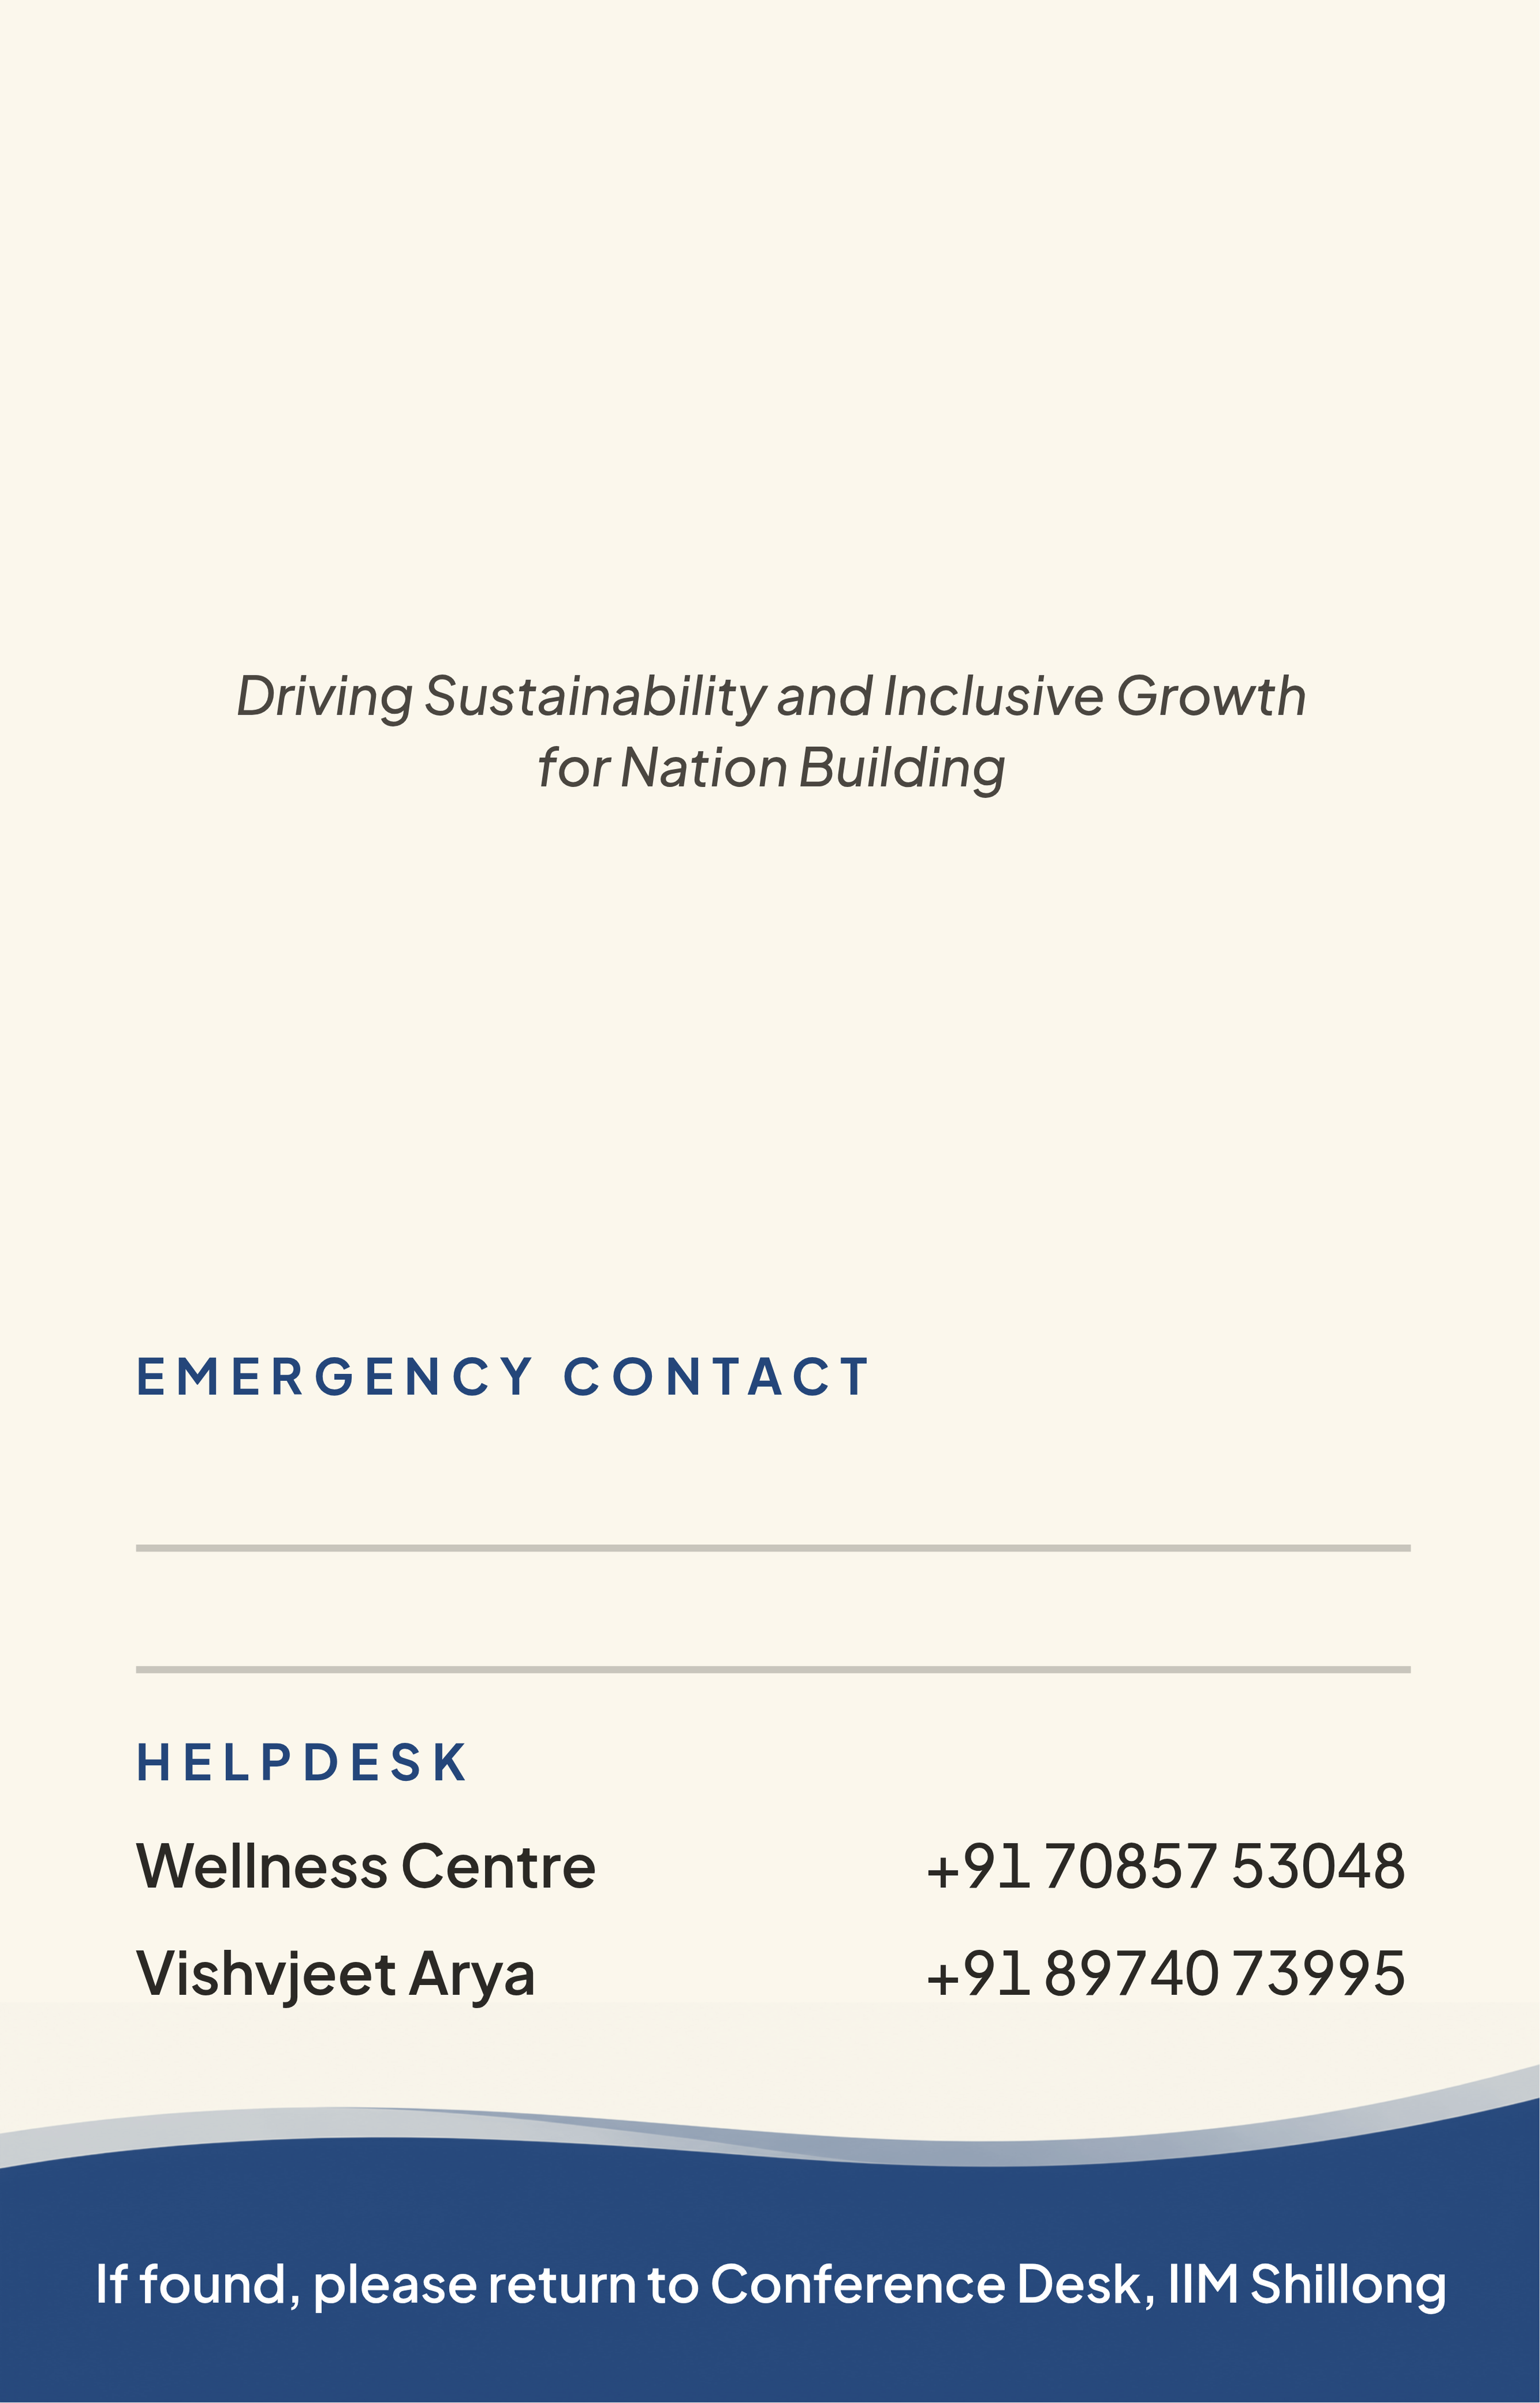 Driving Sustainability and Inclusive Growth
for Nation Building
EMERGENCY CONTACT
HELPDESK
Wellness Centre +91 70857 53048
Vishvjeet Arya +91 89740 73995
If found, please return to Conference Desk, IIM Shillong